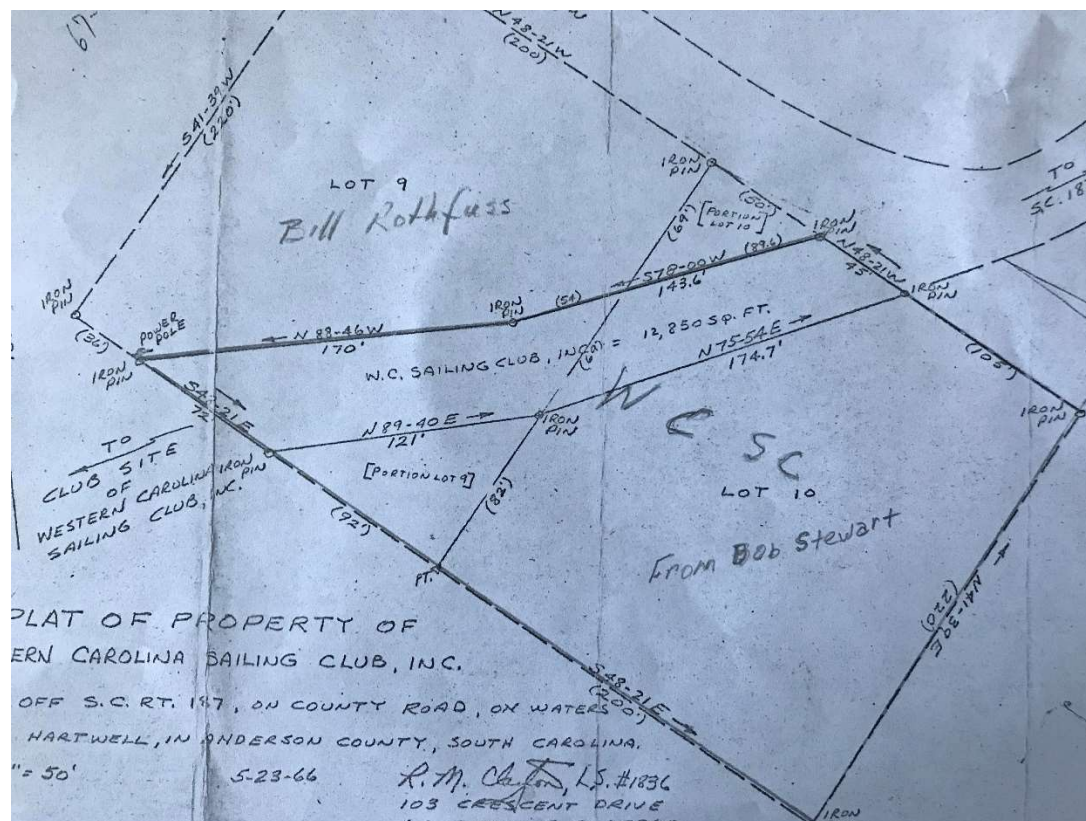 67-
S41-39W
(220')
N 48-21W
(200)
TO
S.C. 18
IRON
PIN
LOT 9
Bill Rothfuss
(50')
[PORTION
LOT 10]
(69')
IRON
PIN
N48-21W
45'
IRON
PIN
(89.6)
S78-00W
143.6'
(54)
IRON
PIN
IRON
PIN
(36')
POWER
POLE
IRON
PIN
N 88-46W
170'
W.C. SAILING CLUB, INC. = 12,850 SQ. FT.
N75-54E
174.7'
(105')
IRON
PIN
S48-21E
72'
N89-40E
121'
IRON
PIN
W C S C
LOT 10
From Bob Stewart
TO
CLUB SITE
OF
WESTERN CAROLINA
SAILING CLUB, INC.
IRON
PIN
[PORTION LOT 9]
(82')
(92')
PT.
N41-39E
(220')
S48-21E
(200')
IRON
PLAT OF PROPERTY OF
ERN CAROLINA SAILING CLUB, INC.
OFF S.C. RT. 187, ON COUNTY ROAD, ON WATERS
HARTWELL, IN ANDERSON COUNTY, SOUTH CAROLINA.
" = 50' 5-23-66 R. M. Clayton, L.S. #1836
103 CRESCENT DRIVE